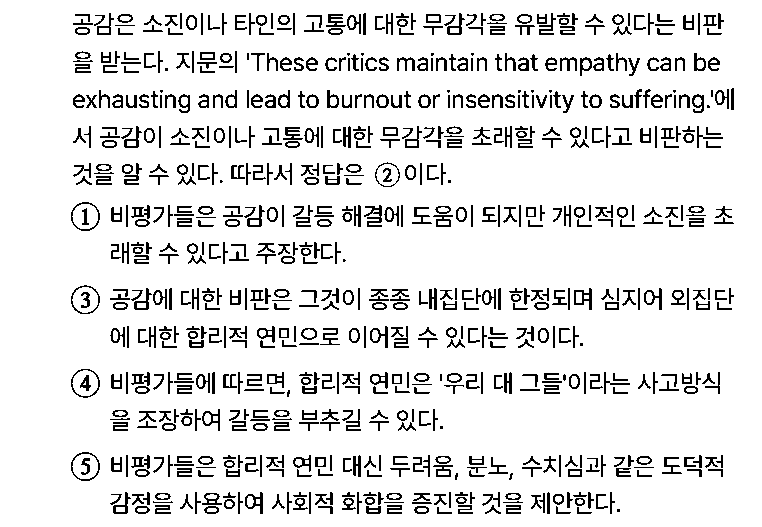 공감은 소진이나 타인의 고통에 대한 무감각을 유발할 수 있다는 비판
을 받는다. 지문의 'These critics maintain that empathy can be
exhausting and lead to burnout or insensitivity to suffering.'에
서 공감이 소진이나 고통에 대한 무감각을 초래할 수 있다고 비판하는
것을 알 수 있다. 따라서 정답은 ②이다.
① 비평가들은 공감이 갈등 해결에 도움이 되지만 개인적인 소진을 초
래할 수 있다고 주장한다.
③ 공감에 대한 비판은 그것이 종종 내집단에 한정되며 심지어 외집단
에 대한 합리적 연민으로 이어질 수 있다는 것이다.
④ 비평가들에 따르면, 합리적 연민은 '우리 대 그들'이라는 사고방식
을 조장하여 갈등을 부추길 수 있다.
⑤ 비평가들은 합리적 연민 대신 두려움, 분노, 수치심과 같은 도덕적
감정을 사용하여 사회적 화합을 증진할 것을 제안한다.